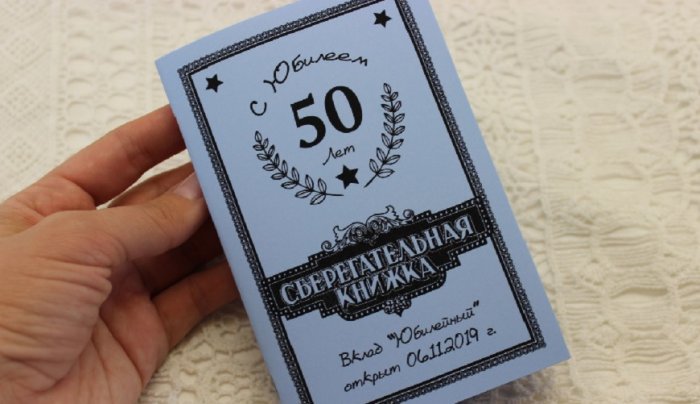 С Юбилеем
50
лет
СБЕРЕГАТЕЛЬНАЯ
КНИЖКА
Вклад "Юбилейный"
открыт 06.11.2019 г.